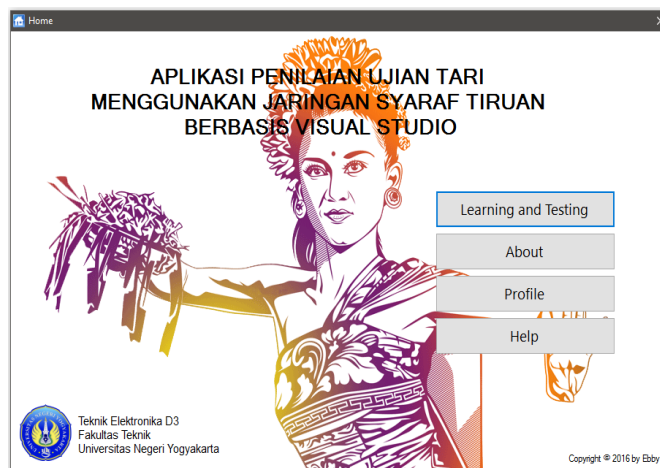 Home
APLIKASI PENILAIAN UJIAN TARI
MENGGUNAKAN JARINGAN SYARAF TIRUAN
BERBASIS VISUAL STUDIO
Learning and Testing
About
Profile
Help
Teknik Elektronika D3
Fakultas Teknik
Universitas Negeri Yogyakarta
Copyright © 2016 by Ebby